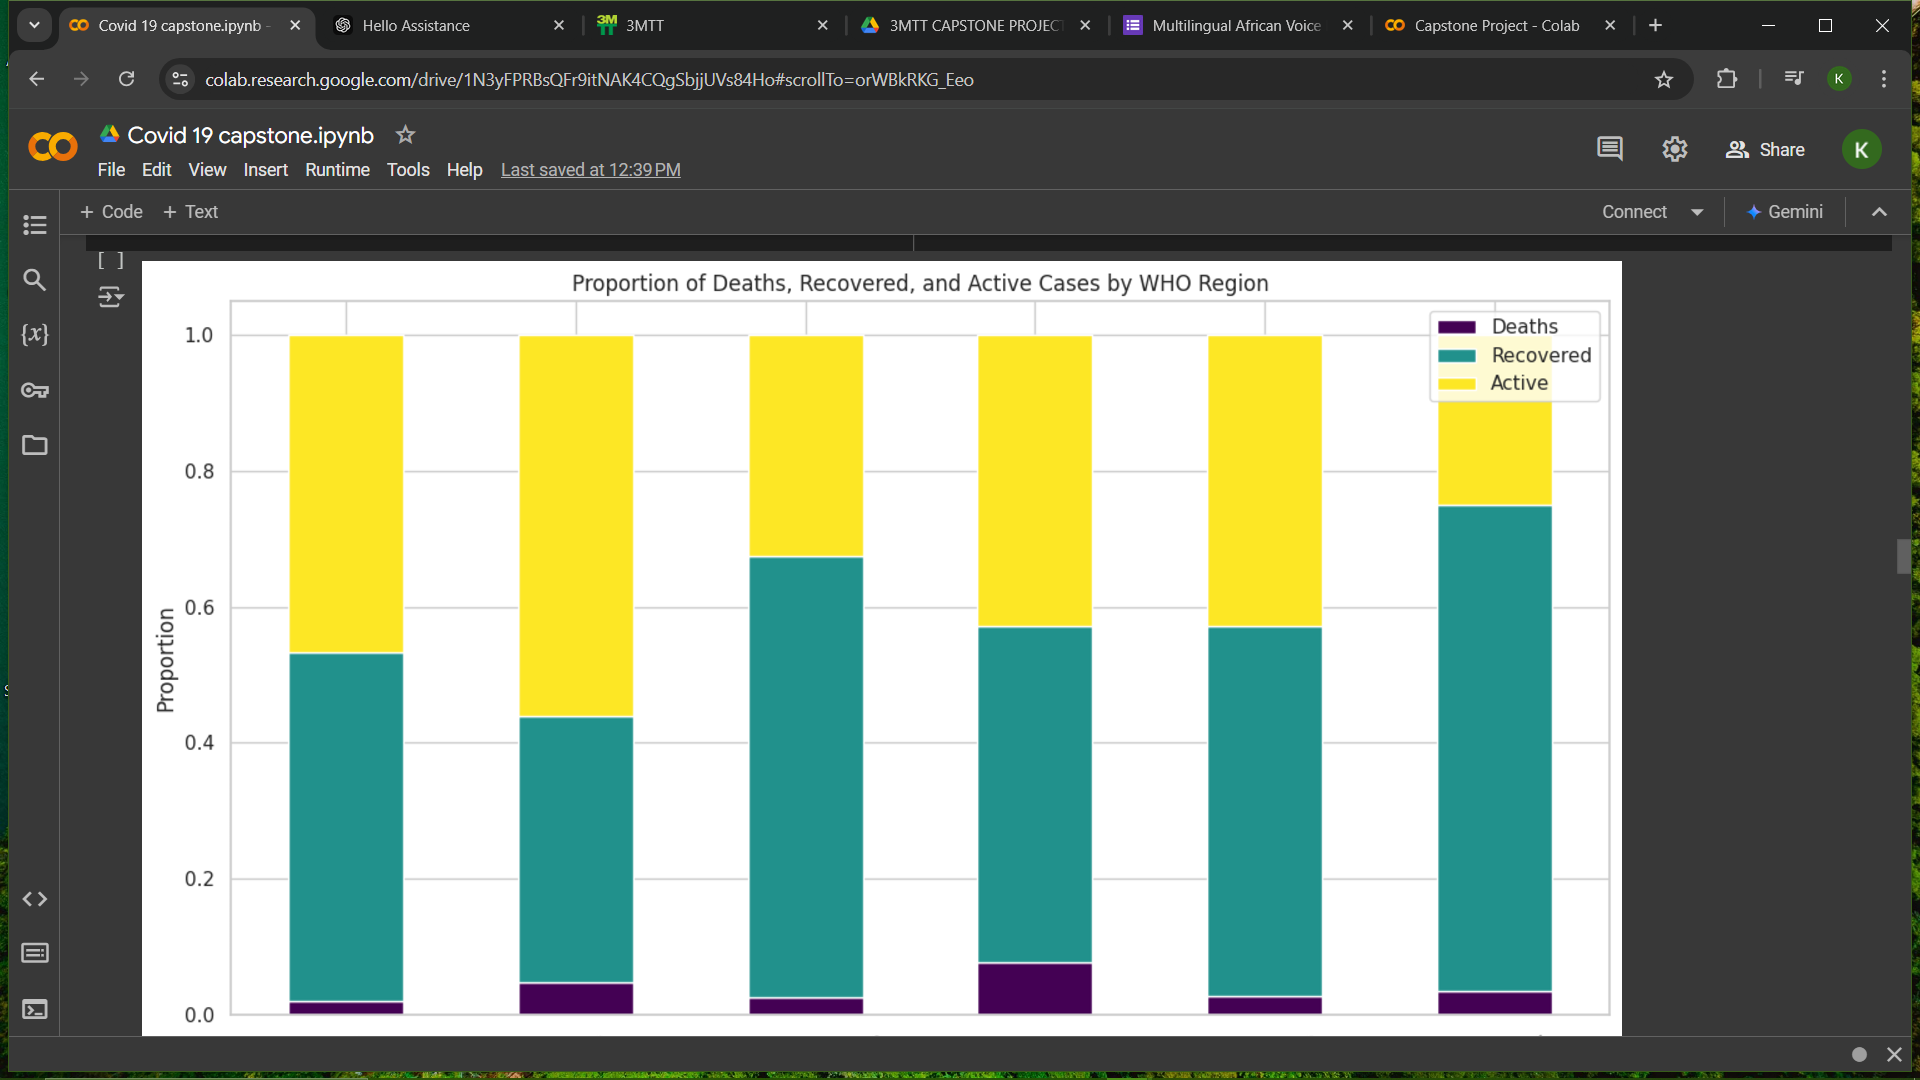 Covid 19 capstone.ipynb -
Hello Assistance
3MTT
3MTT CAPSTONE PROJEC
Multilingual African Voice
Capstone Project - Colab
colab.research.google.com/drive/1N3yFPRBsQFr9itNAK4CQgSbjjUVs84Ho#scrollTo=orWBkRKG_Eeo
K
Covid 19 capstone.ipynb
File Edit View Insert Runtime Tools Help Last saved at 12:39 PM
Share
K
+ Code + Text
Connect
Gemini
[ ]
{x}
Proportion of Deaths, Recovered, and Active Cases by WHO Region
Deaths
Recovered
Active
Proportion
1.0
0.8
0.6
0.4
0.2
0.0